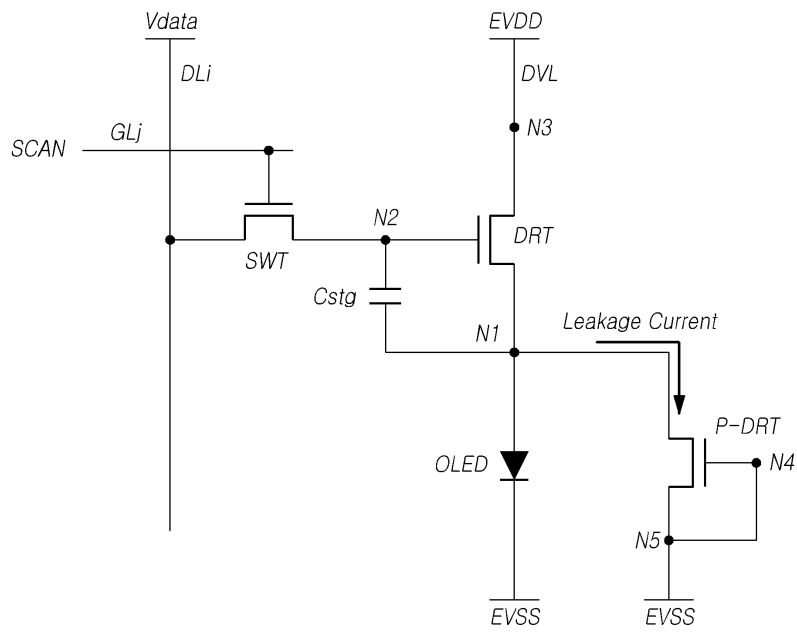 Vdata
EVDD
DLi
DVL
GLj
SCAN
N3
N2
DRT
SWT
Cstg
N1
Leakage Current
P-DRT
OLED
N4
N5
EVSS
EVSS